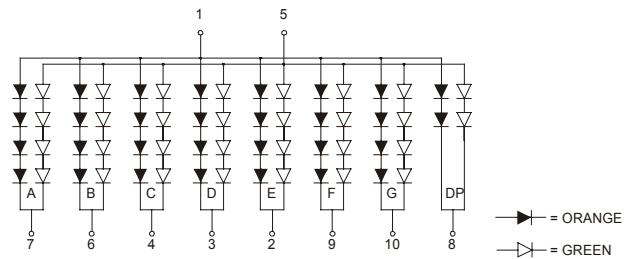 1 5
A B C D E F G DP
7 6 4 3 2 9 10 8
= ORANGE
= GREEN